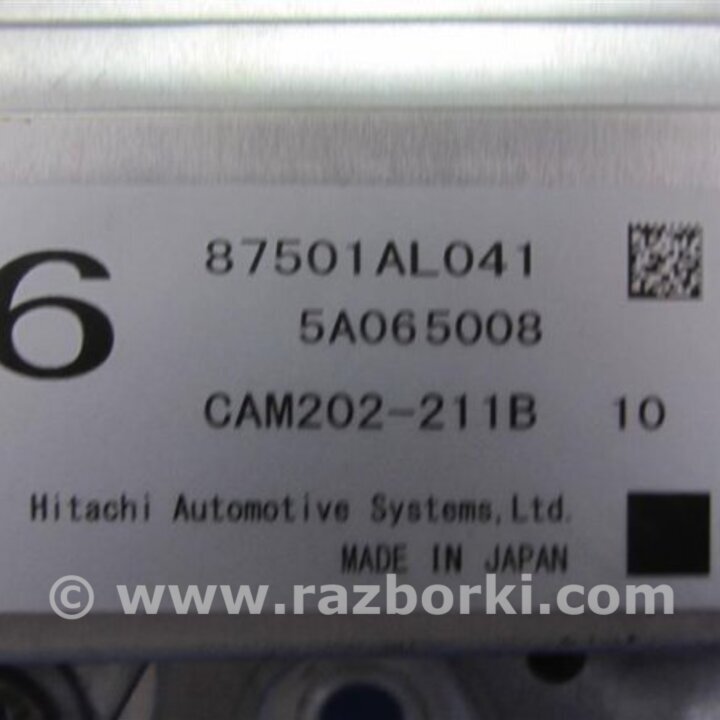 6
87501AL041
5A065008
CAM202-211B 10
Hitachi Automotive Systems,Ltd.
MADE IN JAPAN
© www.razborki.com